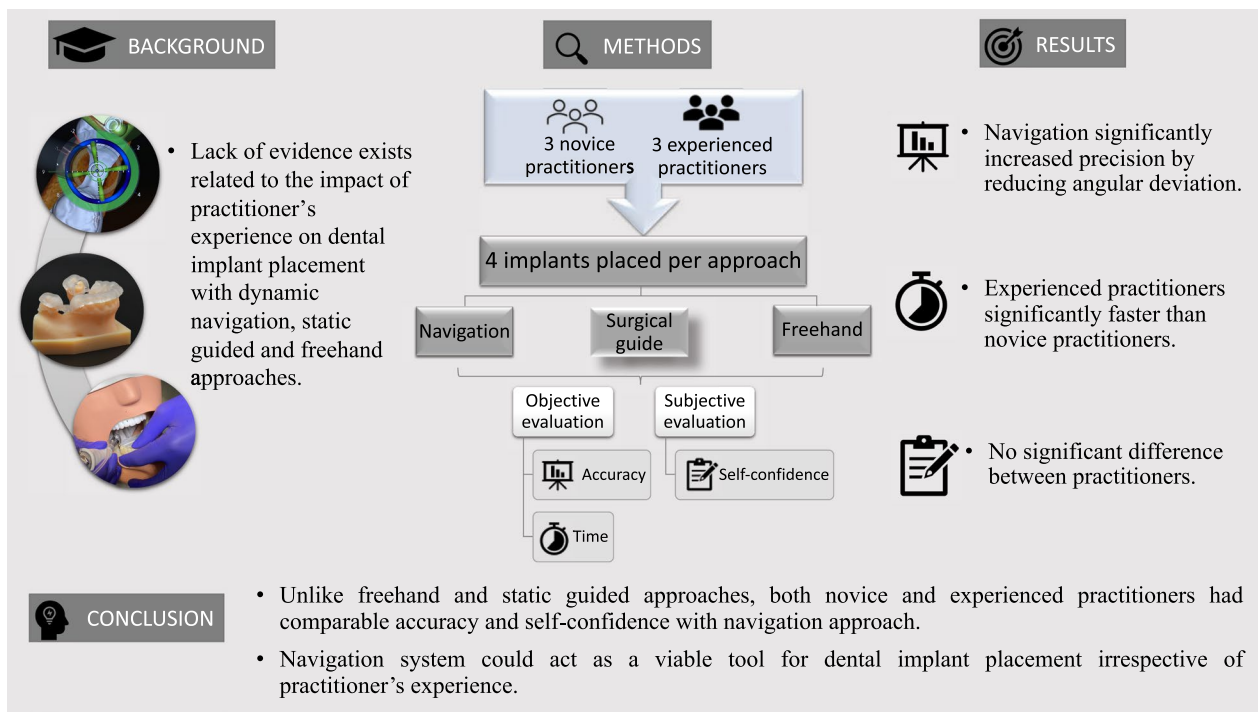 BACKGROUND
Lack of evidence exists
related to the impact of
practitioner’s
experience on dental
implant placement
with dynamic
navigation, static
guided and freehand
approaches.
METHODS
3 novice
practitioners
3 experienced
practitioners
4 implants placed per approach
Navigation
Surgical
guide
Freehand
Objective
evaluation
Subjective
evaluation
Accuracy
Self-confidence
Time
RESULTS
Navigation significantly
increased precision by
reducing angular deviation.
Experienced practitioners
significantly faster than
novice practitioners.
No significant difference
between practitioners.
CONCLUSION
Unlike freehand and static guided approaches, both novice and experienced practitioners had
comparable accuracy and self-confidence with navigation approach.
Navigation system could act as a viable tool for dental implant placement irrespective of
practitioner’s experience.